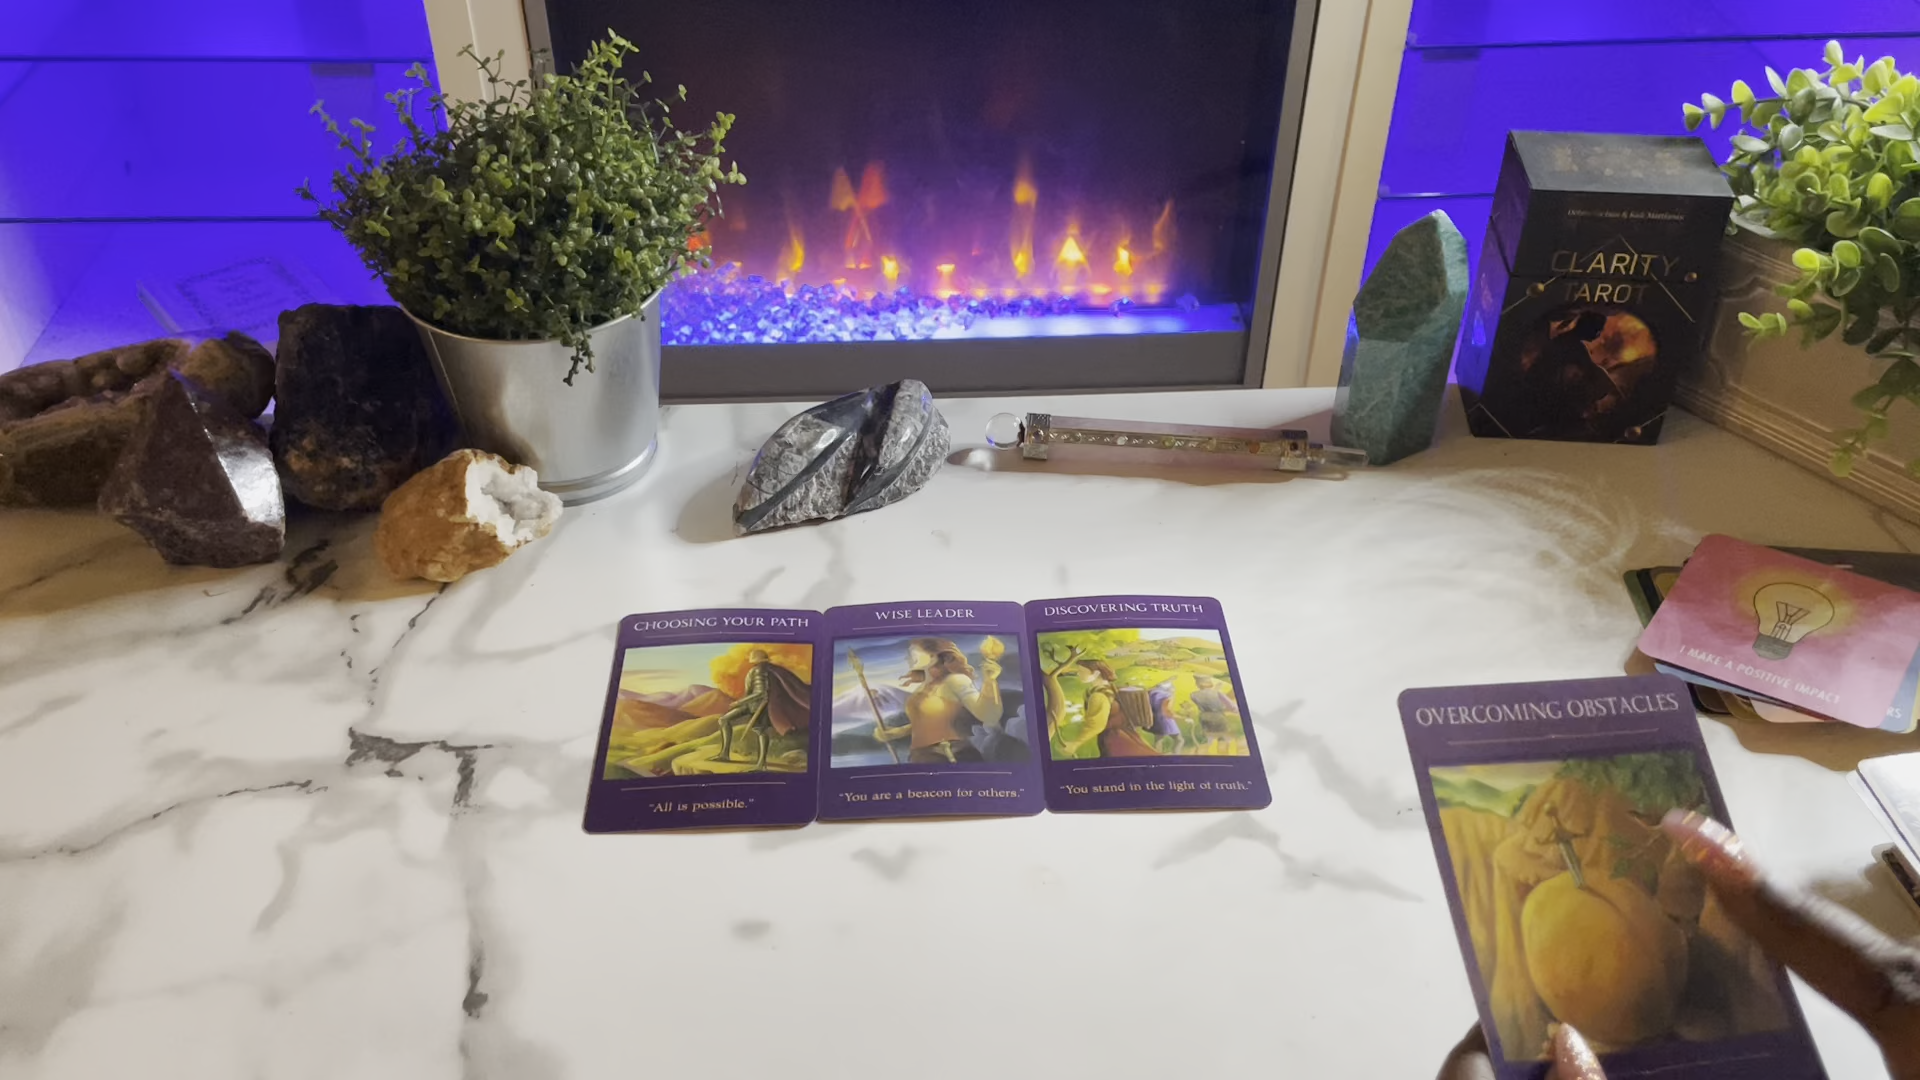 CLARITY
TAROT
CHOOSING YOUR PATH
"All is possible."
WISE LEADER
"You are a beacon for others."
DISCOVERING TRUTH
"You stand in the light of truth."
I MAKE A POSITIVE IMPACT
RS
OVERCOMING OBSTACLES